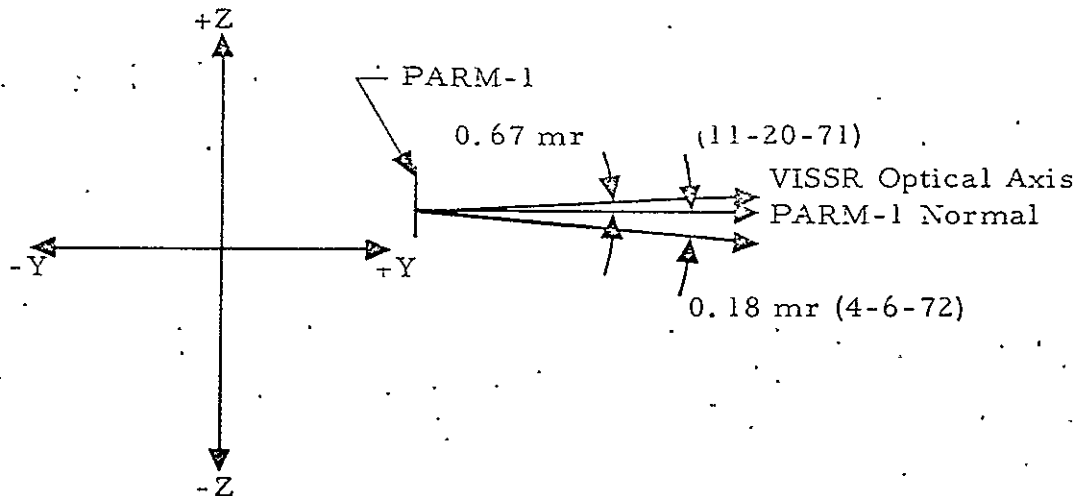 +Z
PARM-1
0.67 mr
(11-20-71)
VISSR Optical Axis
PARM-1 Normal
-Y
+Y
0.18 mr (4-6-72)
-Z